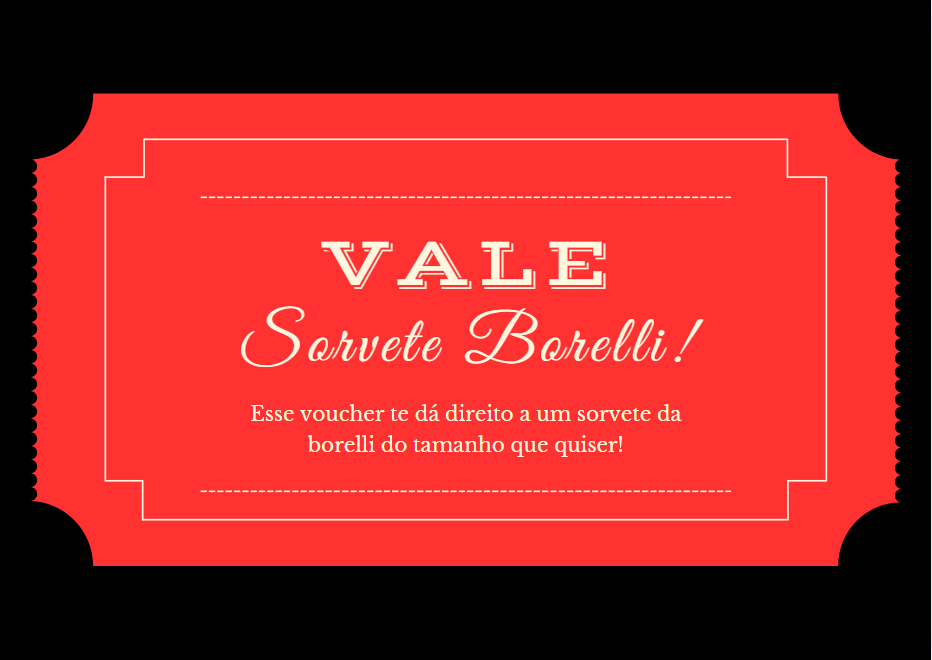 VALE
Sorvete Borelli!
Esse voucher te dá direito a um sorvete da
borelli do tamanho que quiser!